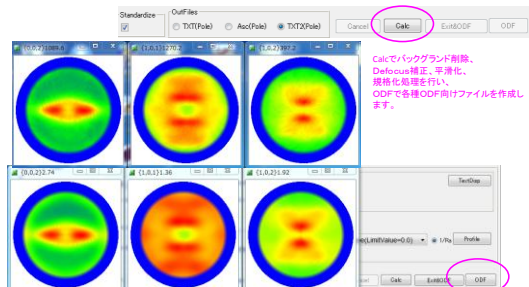 Standardize
OutFiles
TXT(Pole)
Asc(Pole)
TXT2(Pole)
Cancel
Calc
Exit&ODF
ODF
{0,0,2}1089.6
{1,0,1}1270.2
{1,0,2}397.2
Calcでバックグランド削除、
Defocus補正、平滑化、
規格化処理を行い、
ODFで各種ODF向けファイルを作成し
ます。
{0,0,2}2.74
{1,0,1}1.36
{1,0,2}1.92
TextDisp
(LimitValue=0.0)
1/Ra
Profile
Calc
Exit&ODF
ODF